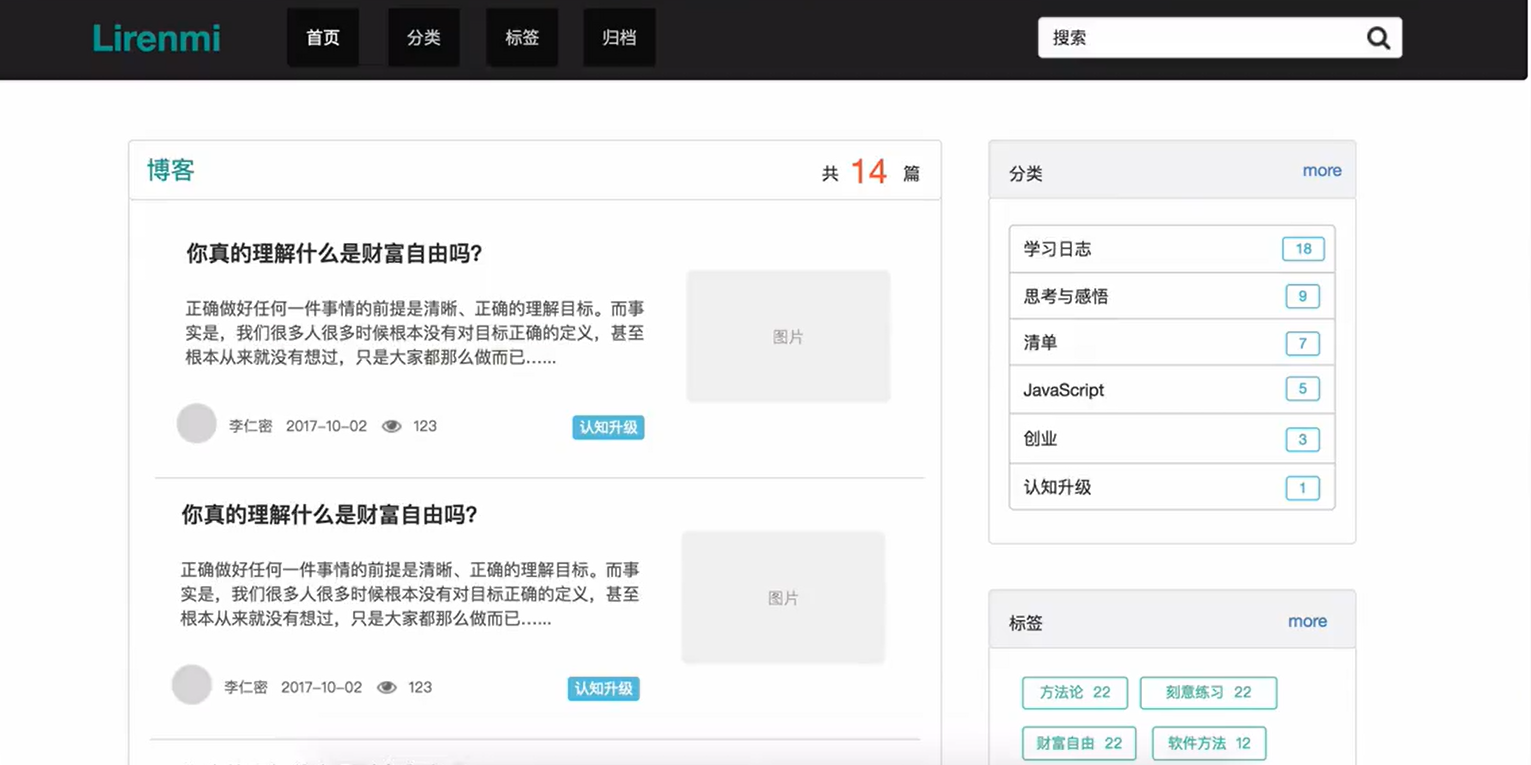 Lirenmi
首页
分类
标签
归档
搜索
博客
共 14 篇
你真的理解什么是财富自由吗?
正确做好任何一件事情的前提是清晰、正确的理解目标。而事
实是，我们很多人很多时候根本没有对目标正确的定义，甚至
根本从来就没有想过，只是大家都那么做而已……
图片
李仁密 2017-10-02 123
认知升级
你真的理解什么是财富自由吗?
正确做好任何一件事情的前提是清晰、正确的理解目标。而事
实是，我们很多人很多时候根本没有对目标正确的定义，甚至
根本从来就没有想过，只是大家都那么做而已……
图片
李仁密 2017-10-02 123
认知升级
分类 more
学习日志 18
思考与感悟 9
清单 7
JavaScript 5
创业 3
认知升级 1
标签 more
方法论 22
刻意练习 22
财富自由 22
软件方法 12